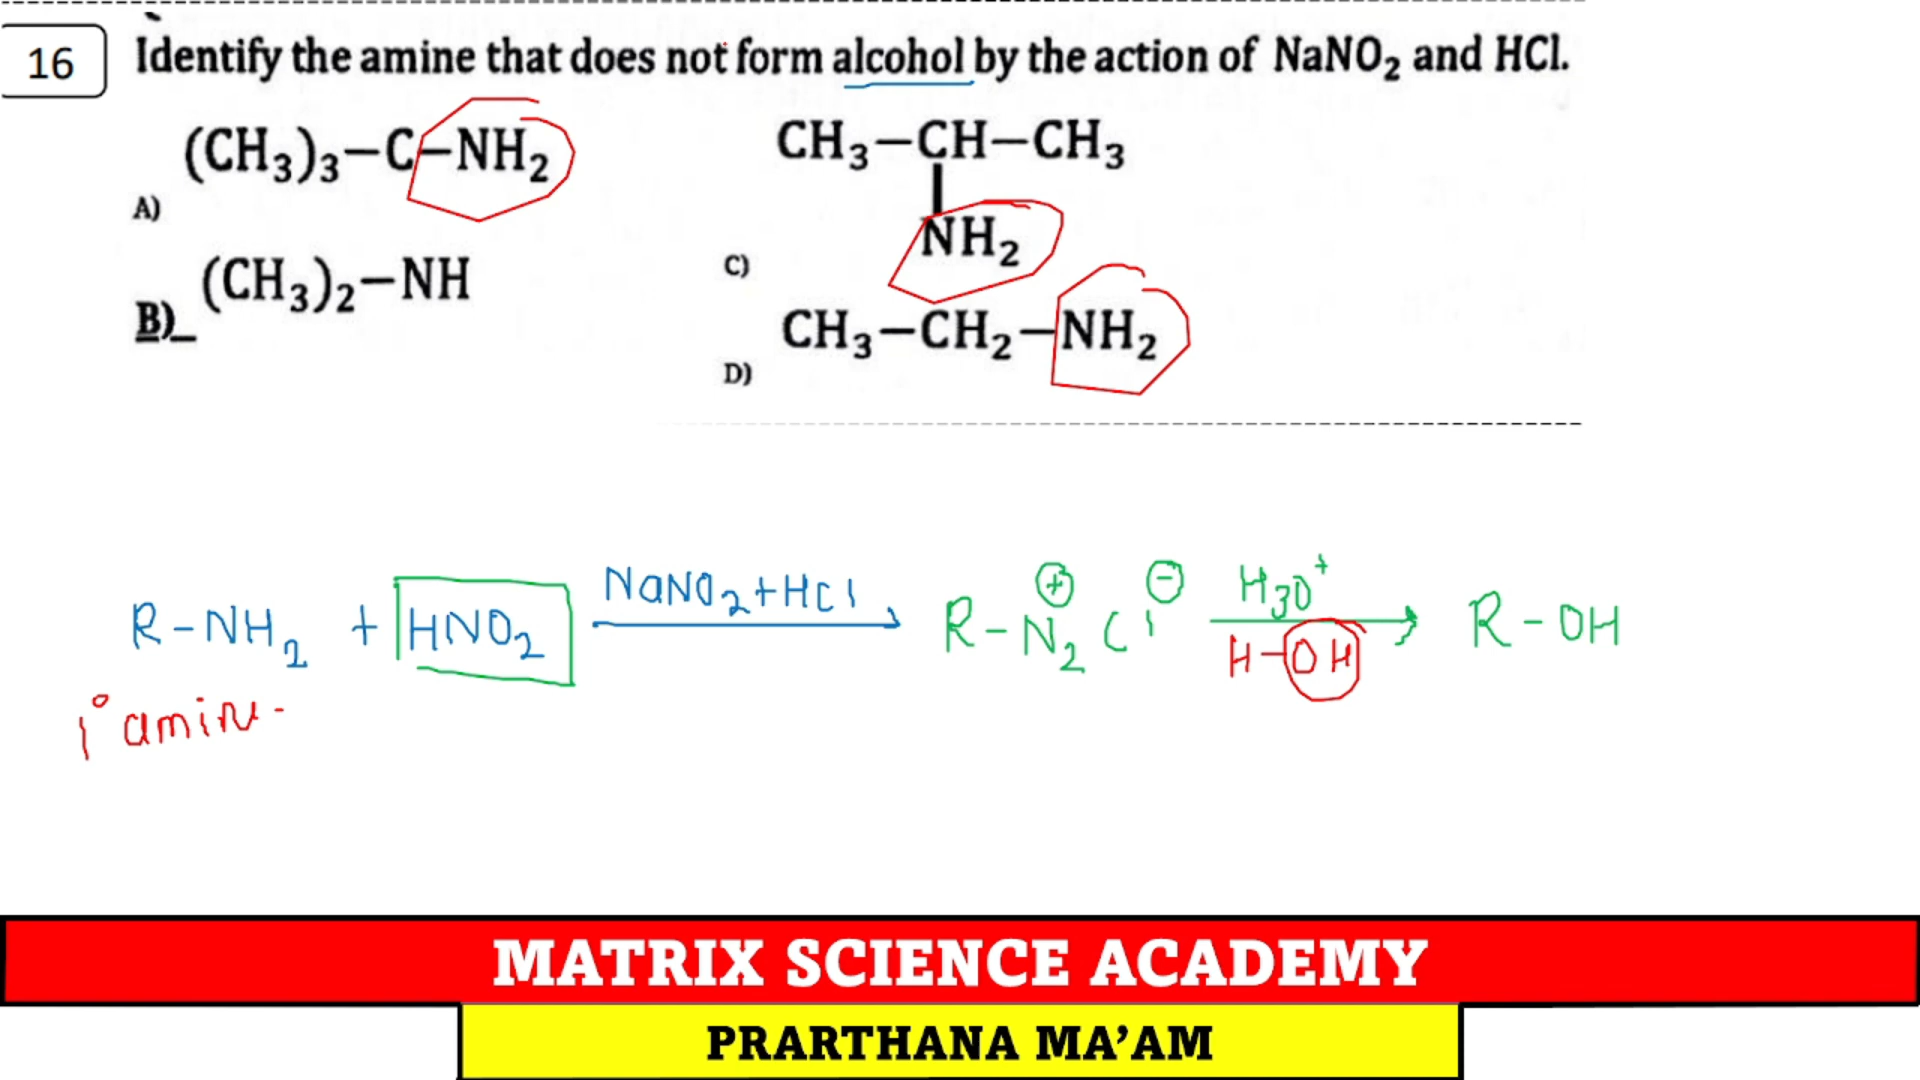 16 Identify the amine that does not form alcohol by the action of NaNO₂ and HCl.
A) (CH₃)₃−C−NH₂
B) (CH₃)₂−NH
C) CH₃−CH−CH₃
|
NH₂
D) CH₃−CH₂−NH₂
R-NH₂ + HNO₂ NaNO₂+HCl → R-N₂⊕ Cl⊖ H₃O⁺ → R-OH
H-OH
1° amine.
MATRIX SCIENCE ACADEMY
PRARTHANA MA'AM